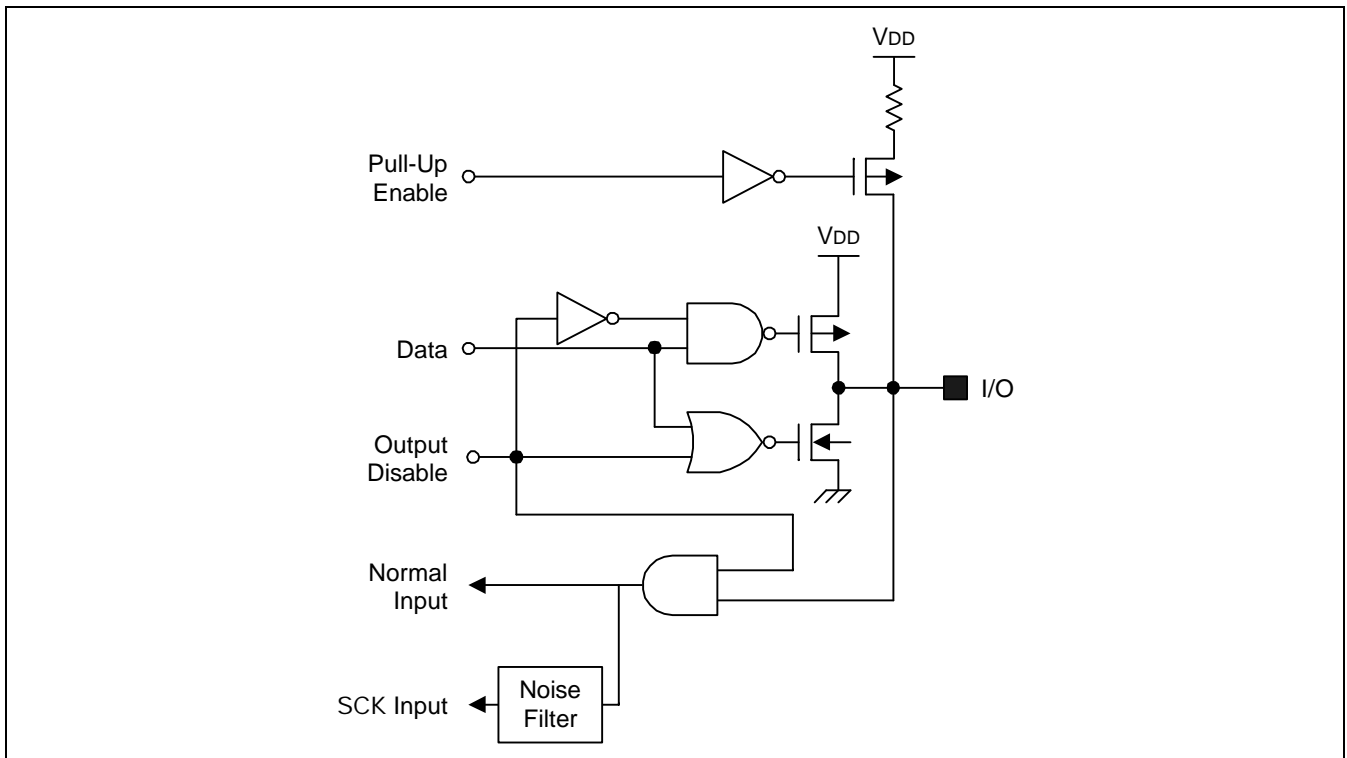 VDD
Pull-Up
Enable
VDD
Data
I/O
Output
Disable
Normal
Input
SCK Input
Noise
Filter